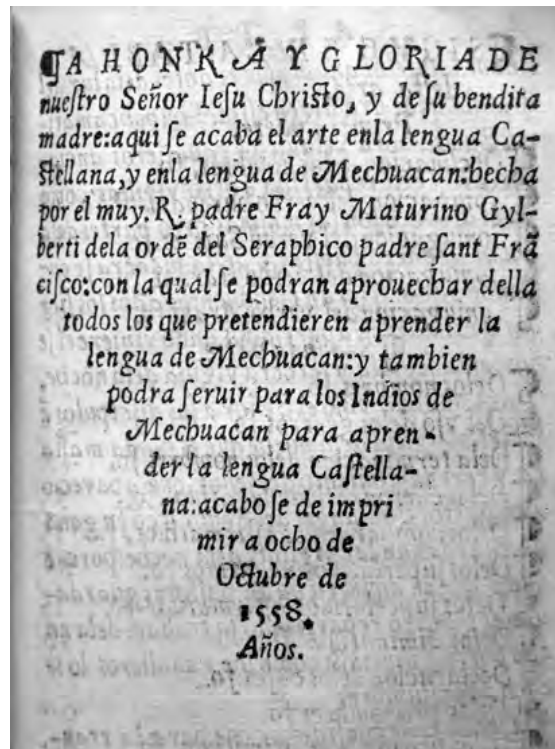 ¶A HONRA Y GLORIA DE
nueſtro Señor Ieſu Chriſto, y de ſu bendita
madre:aqui ſe acaba el arte enla lengua Ca-
ſtellana,y enla lengua de Mechuacan:hecha
por el muy. R. padre Fray Maturino Gyl-
berti dela ordẽ del Seraphico padre ſant Frã
ciſco:con la qual ſe podran aprouechar della
todos los que pretendieren aprender la
lengua de Mechuacan:y tambien
podra ſeruir para los Indios de
Mechuacan para apren-
der la lengua Caſtella-
na:acabo ſe de impri
mir a ocho de
Octubre de
1558.
Años.